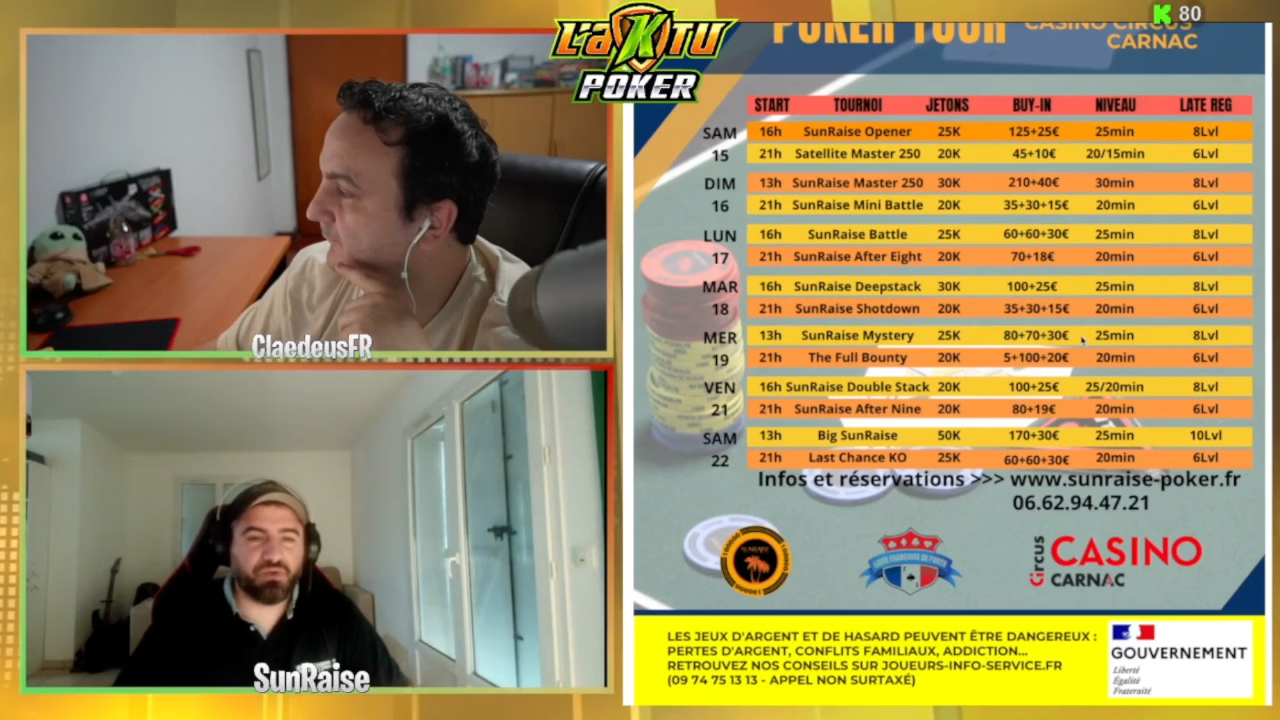 K 80
L'aKTU
POKER
POKER TOUR
CASINO CIRCUS
CARNAC
START TOURNOI JETONS BUY-IN NIVEAU LATE REG
SAM 16h SunRaise Opener 25K 125+25€ 25min 8Lvl
15 21h Satellite Master 250 20K 45+10€ 20/15min 6Lvl
DIM 13h SunRaise Master 250 30K 210+40€ 30min 8Lvl
16 21h SunRaise Mini Battle 20K 35+30+15€ 20min 6Lvl
LUN 16h SunRaise Battle 25K 60+60+30€ 25min 8Lvl
17 21h SunRaise After Eight 20K 70+18€ 20min 6Lvl
MAR 16h SunRaise Deepstack 30K 100+25€ 25min 8Lvl
18 21h SunRaise Shotdown 20K 35+30+15€ 20min 6Lvl
MER 13h SunRaise Mystery 25K 80+70+30€ 25min 8Lvl
19 21h The Full Bounty 20K 5+100+20€ 20min 6Lvl
VEN 16h SunRaise Double Stack 20K 100+25€ 25/20min 8Lvl
21 21h SunRaise After Nine 20K 80+19€ 20min 6Lvl
SAM 13h Big SunRaise 50K 170+30€ 25min 10Lvl
22 21h Last Chance KO 25K 60+60+30€ 20min 6Lvl
Infos et réservations >>> www.sunraise-poker.fr
06.62.94.47.21
SUNRAISE
circus CASINO
CARNAC
LES JEUX D'ARGENT ET DE HASARD PEUVENT ÊTRE DANGEREUX :
PERTES D'ARGENT, CONFLITS FAMILIAUX, ADDICTION...
RETROUVEZ NOS CONSEILS SUR JOUEURS-INFO-SERVICE.FR
(09 74 75 13 13 - APPEL NON SURTAXÉ)
GOUVERNEMENT
Liberté
Égalité
Fraternité
ClaedeusFR
SunRaise